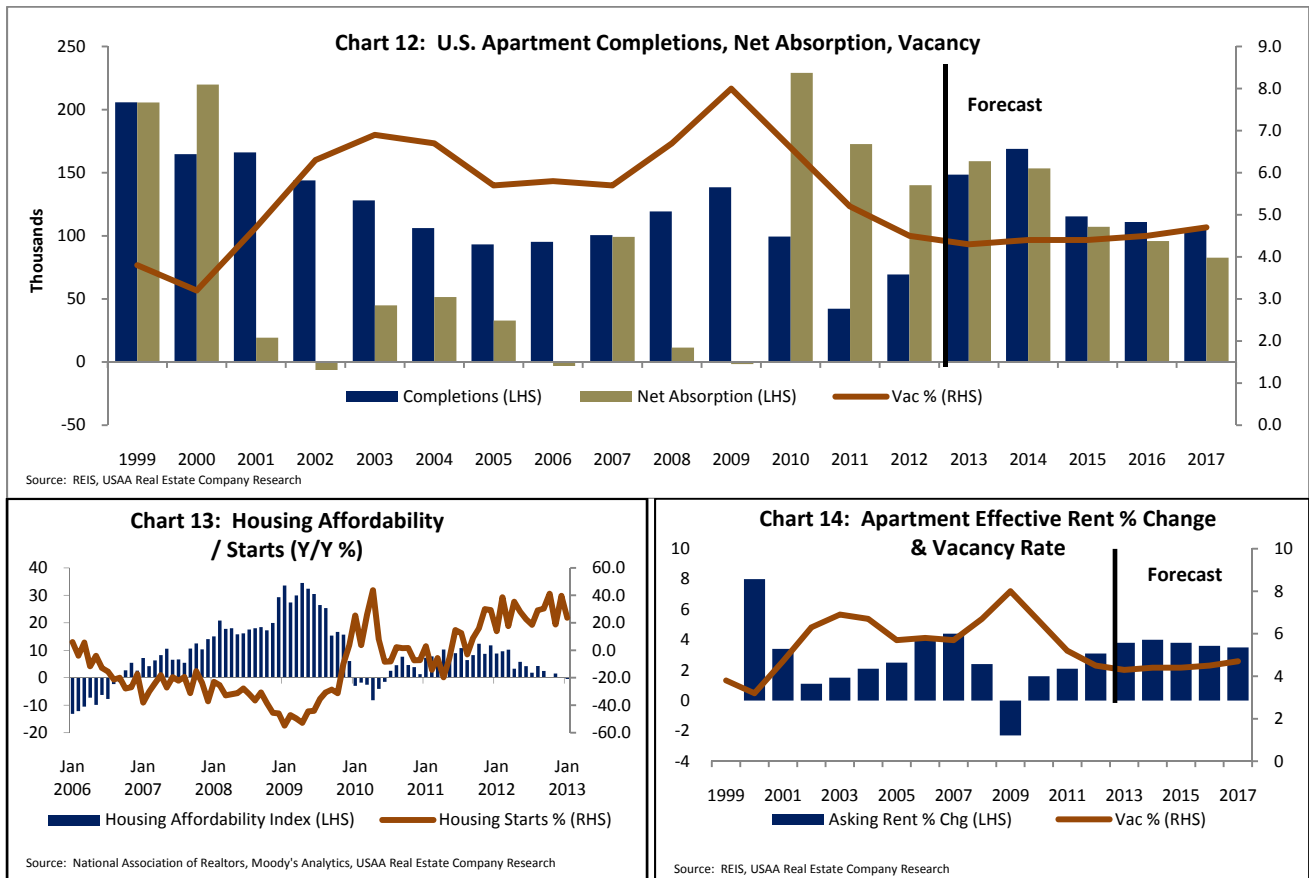 Chart 12: U.S. Apartment Completions, Net Absorption, Vacancy
250
200
150
100
50
0
-50
Thousands
9.0
8.0
7.0
6.0
5.0
4.0
3.0
2.0
1.0
0.0
Forecast
Completions (LHS) Net Absorption (LHS) Vac % (RHS)
1999 2000 2001 2002 2003 2004 2005 2006 2007 2008 2009 2010 2011 2012 2013 2014 2015 2016 2017
Source: REIS, USAA Real Estate Company Research
Chart 13: Housing Affordability
/ Starts (Y/Y %)
40
30
20
10
0
-10
-20
60.0
40.0
20.0
0.0
-20.0
-40.0
-60.0
Jan Jan Jan Jan Jan Jan Jan Jan
2006 2007 2008 2009 2010 2011 2012 2013
Housing Affordability Index (LHS) Housing Starts % (RHS)
Source: National Association of Realtors, Moody's Analytics, USAA Real Estate Company Research
Chart 14: Apartment Effective Rent % Change
& Vacancy Rate
10
8
6
4
2
0
-2
-4
10
8
6
4
2
0
Forecast
1999 2001 2003 2005 2007 2009 2011 2013 2015 2017
Asking Rent % Chg (LHS) Vac % (RHS)
Source: REIS, USAA Real Estate Company Research